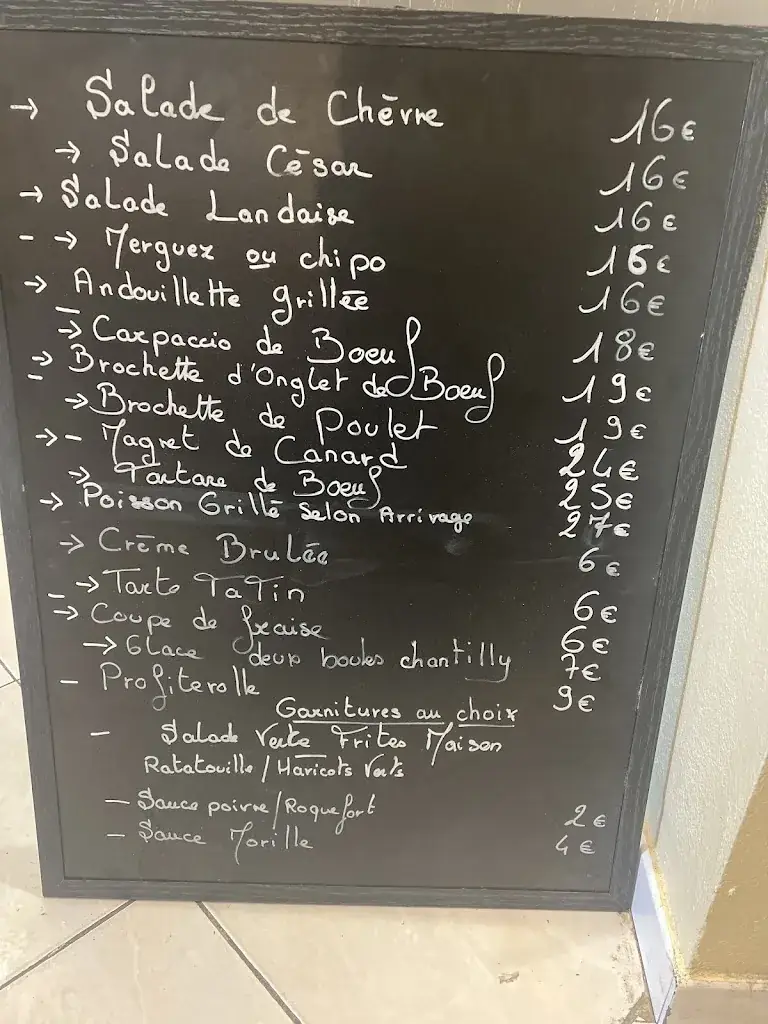 → Salade de Chèvre 16€
→ Salade César 16€
→ Salade Landaise 16€
- → Merguez ou chipo 16€
→ Andouillette grillée 16€
→ Carpaccio de Boeuf 18€
→ Brochette d'Onglet de Boeuf 19€
→ Brochette de Poulet 19€
→ - Magret de Canard 24€
→ Tartare de Boeuf 25€
→ Poisson Grillé Selon Arrivage 27€
→ Crème Brulée 6€
- → Tarte TaTin 6€
→ Coupe de fraise 6€
→ Glace deux boules chantilly 7€
- Profiterolle 9€
Garnitures au choix
- Salade Verte Frites Maison
Ratatouille / Haricots Verts
- Sauce poivre / Roquefort 2€
- Sauce Morille 4€